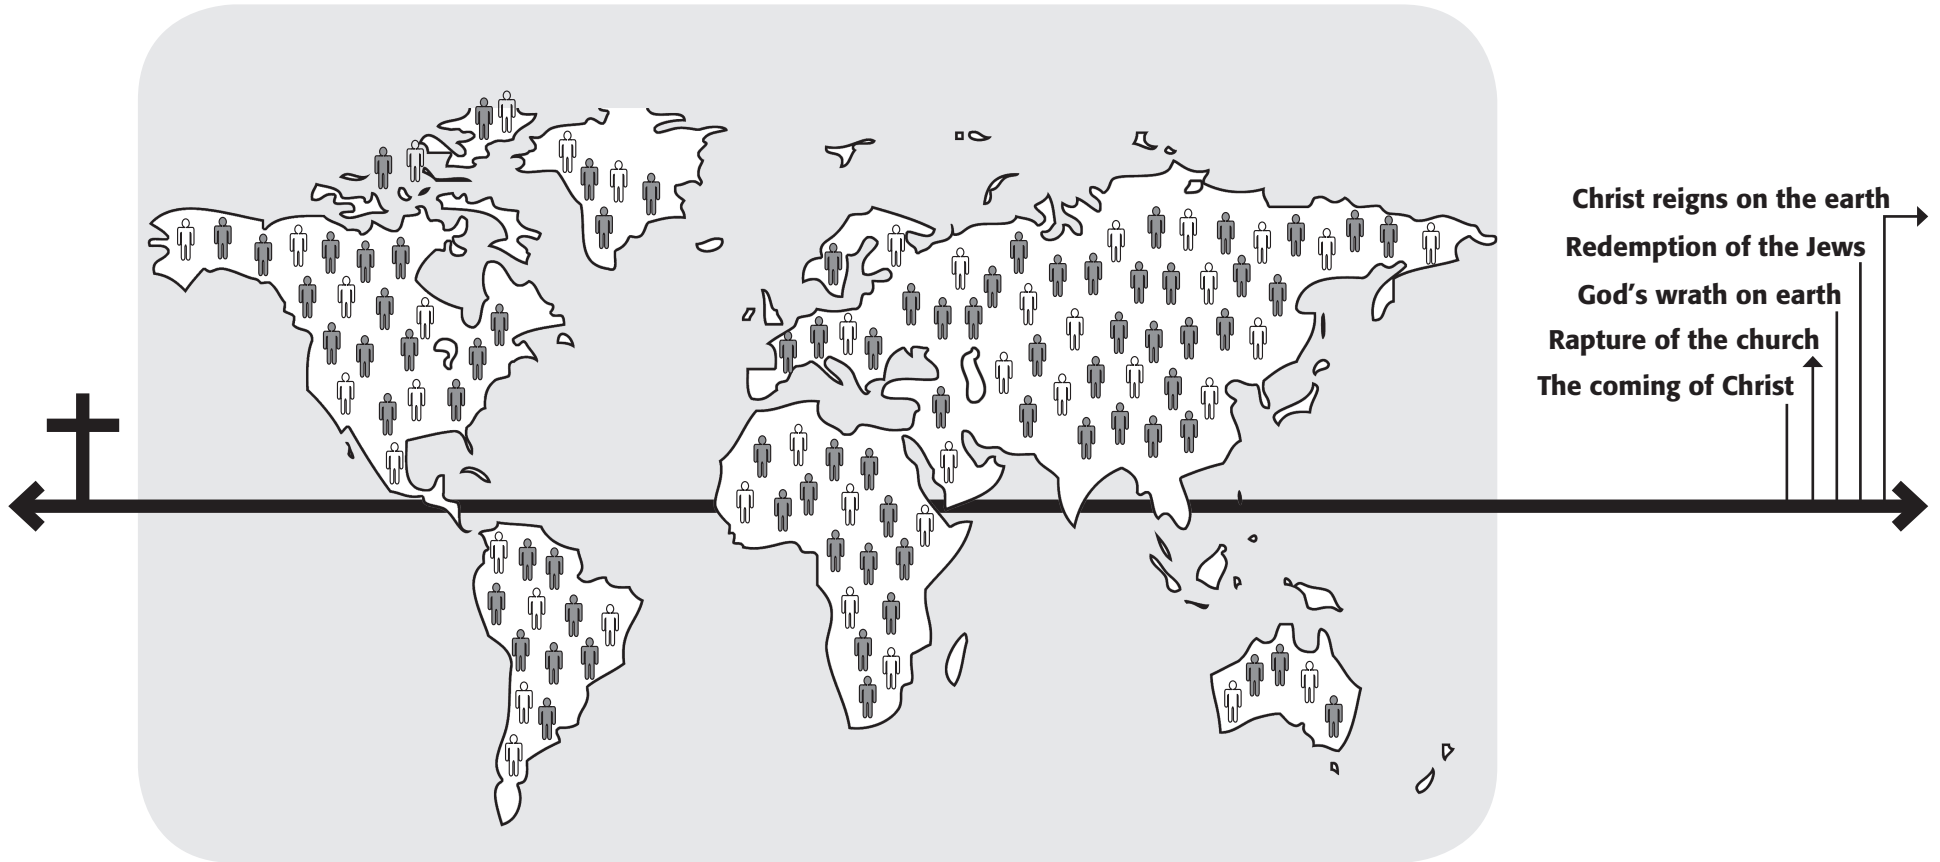 Christ reigns on the earth
Redemption of the Jews
God’s wrath on earth
Rapture of the church
The coming of Christ